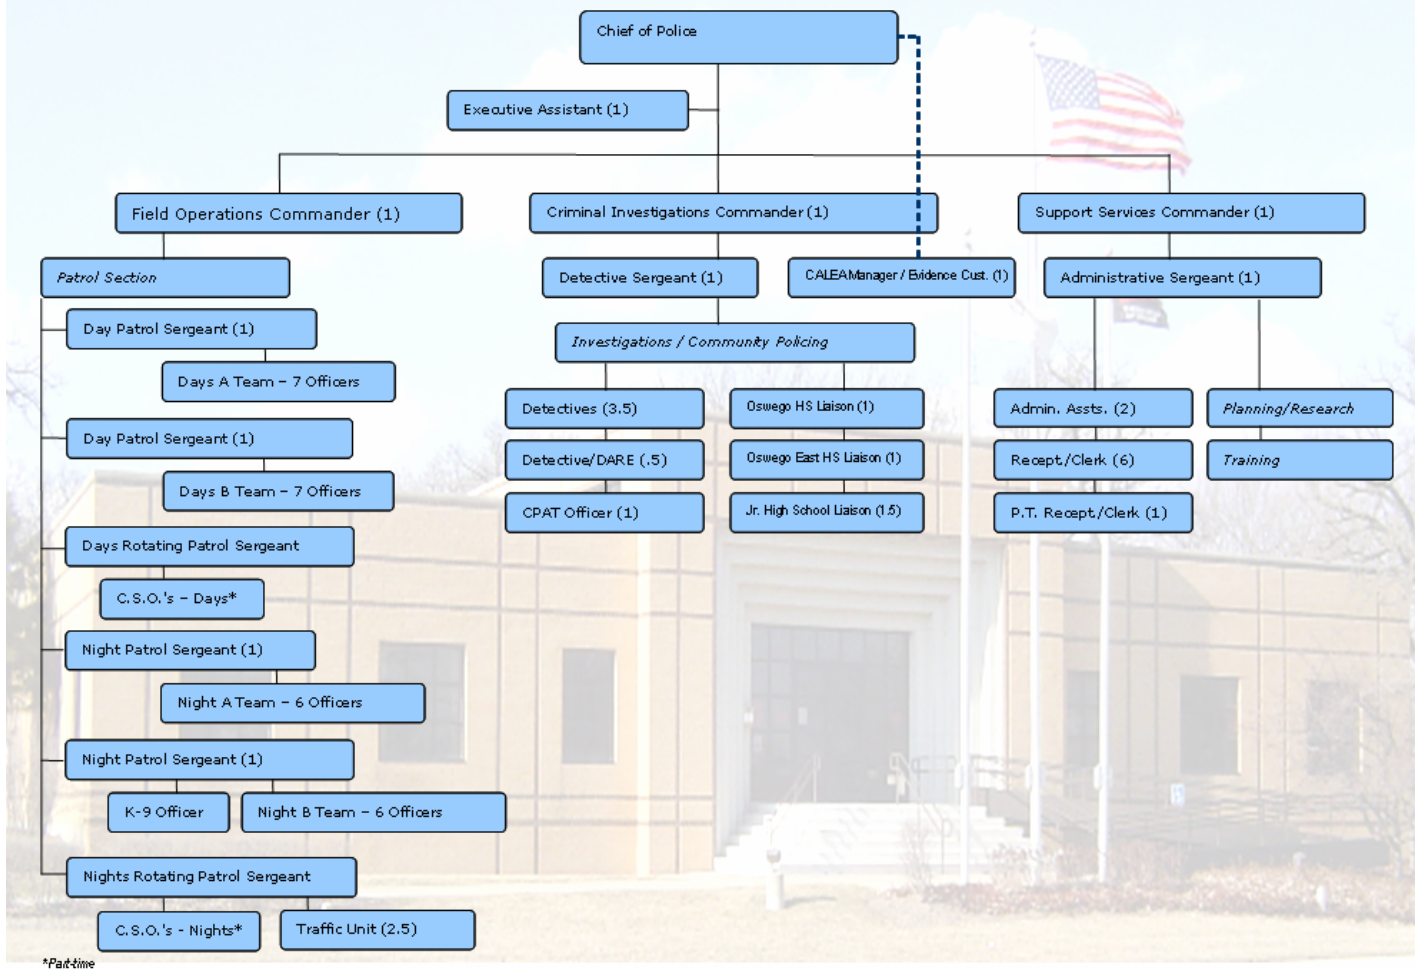 Chief of Police
Executive Assistant (1)
Field Operations Commander (1)
Criminal Investigations Commander (1)
Support Services Commander (1)
Patrol Section
Detective Sergeant (1)
CALEA Manager / Evidence Cust. (1)
Administrative Sergeant (1)
Day Patrol Sergeant (1)
Days A Team – 7 Officers
Day Patrol Sergeant (1)
Days B Team – 7 Officers
Days Rotating Patrol Sergeant
C.S.O.'s – Days*
Night Patrol Sergeant (1)
Night A Team – 6 Officers
Night Patrol Sergeant (1)
K-9 Officer
Night B Team – 6 Officers
Nights Rotating Patrol Sergeant
C.S.O.'s - Nights*
Traffic Unit (2.5)
Investigations / Community Policing
Detectives (3.5)
Detective/DARE (.5)
CPAT Officer (1)
Oswego HS Liaison (1)
Oswego East HS Liaison (1)
Jr. High School Liaison (1.5)
Admin. Assts. (2)
Recept./Clerk (6)
P.T. Recept./Clerk (1)
Planning/Research
Training
*Part-time